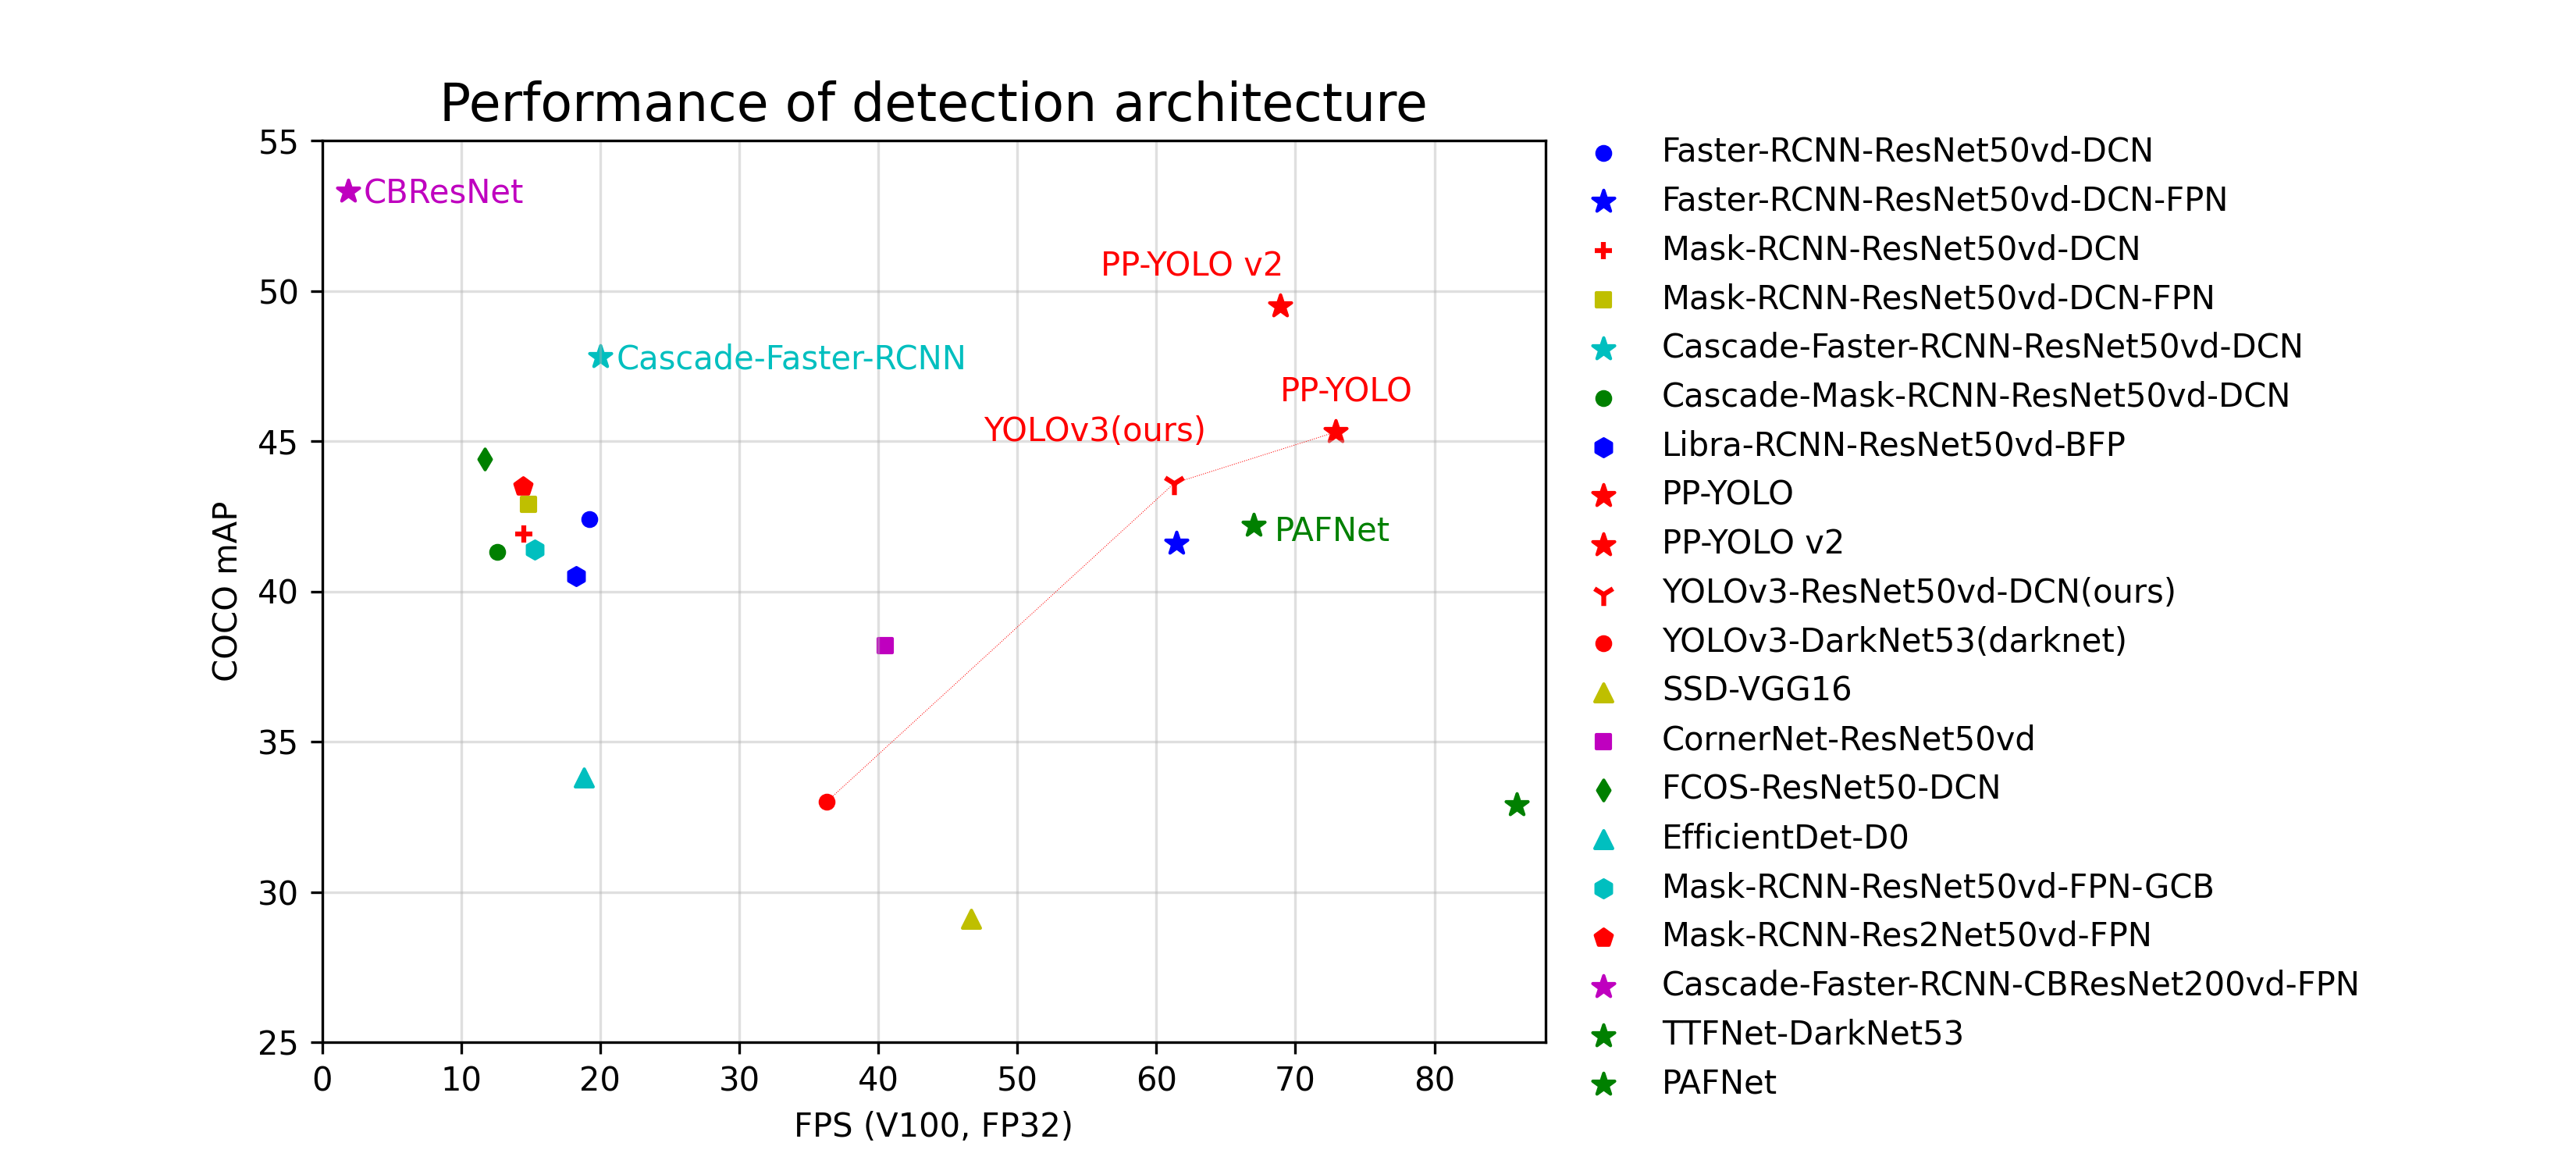 Performance of detection architecture
55
50
45
40
35
30
25
COCO mAP
0 10 20 30 40 50 60 70 80
FPS (V100, FP32)
CBResNet
PP-YOLO v2
Cascade-Faster-RCNN
PP-YOLO
YOLOv3(ours)
PAFNet
Faster-RCNN-ResNet50vd-DCN
Faster-RCNN-ResNet50vd-DCN-FPN
Mask-RCNN-ResNet50vd-DCN
Mask-RCNN-ResNet50vd-DCN-FPN
Cascade-Faster-RCNN-ResNet50vd-DCN
Cascade-Mask-RCNN-ResNet50vd-DCN
Libra-RCNN-ResNet50vd-BFP
PP-YOLO
PP-YOLO v2
YOLOv3-ResNet50vd-DCN(ours)
YOLOv3-DarkNet53(darknet)
SSD-VGG16
CornerNet-ResNet50vd
FCOS-ResNet50-DCN
EfficientDet-D0
Mask-RCNN-ResNet50vd-FPN-GCB
Mask-RCNN-Res2Net50vd-FPN
Cascade-Faster-RCNN-CBResNet200vd-FPN
TTFNet-DarkNet53
PAFNet